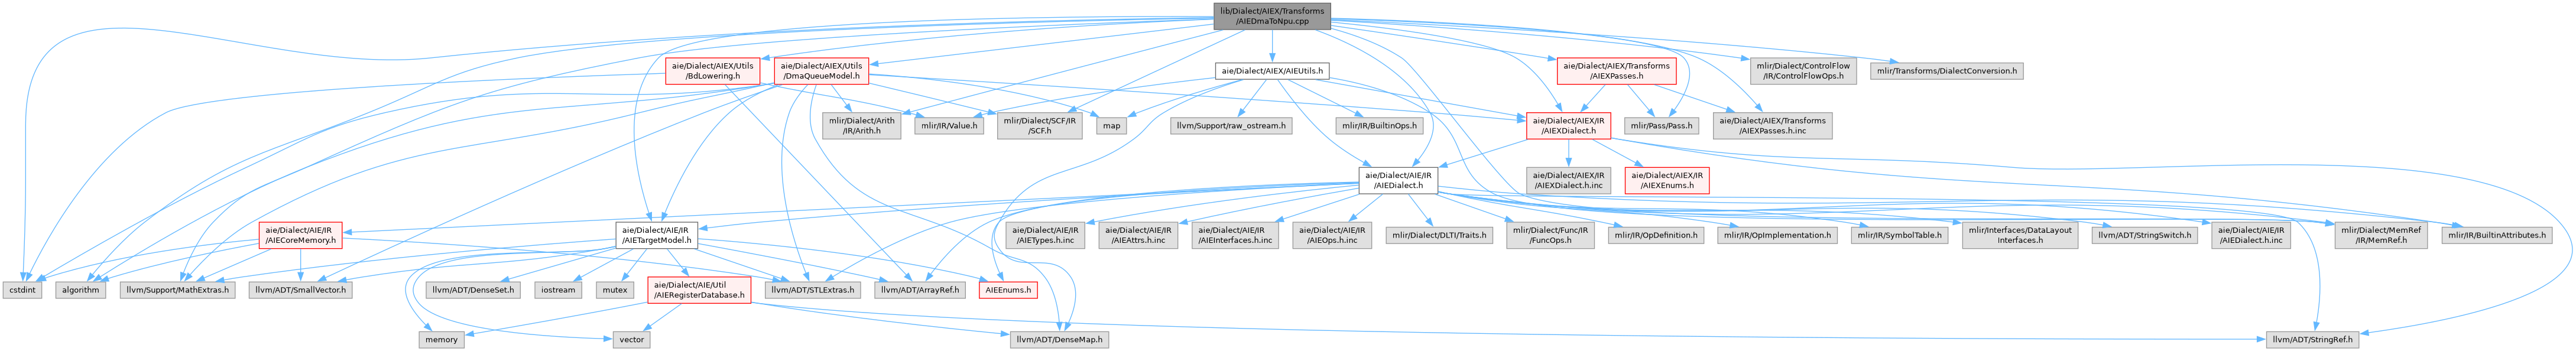 lib/Dialect/AIEX/Transforms
/AIEDmaToNpu.cpp
aie/Dialect/AIEX/Utils
/BdLowering.h
aie/Dialect/AIEX/Utils
/DmaQueueModel.h
aie/Dialect/AIEX/AIEUtils.h
aie/Dialect/AIEX/Transforms
/AIEXPasses.h
mlir/Dialect/ControlFlow
/IR/ControlFlowOps.h
mlir/Transforms/DialectConversion.h
mlir/Dialect/Arith
/IR/Arith.h
mlir/IR/Value.h
mlir/Dialect/SCF/IR
/SCF.h
map
llvm/Support/raw_ostream.h
mlir/IR/BuiltinOps.h
aie/Dialect/AIEX/IR
/AIEXDialect.h
mlir/Pass/Pass.h
aie/Dialect/AIEX/Transforms
/AIEXPasses.h.inc
aie/Dialect/AIE/IR
/AIEDialect.h
aie/Dialect/AIEX/IR
/AIEXDialect.h.inc
aie/Dialect/AIEX/IR
/AIEXEnums.h
aie/Dialect/AIE/IR
/AIECoreMemory.h
aie/Dialect/AIE/IR
/AIETargetModel.h
aie/Dialect/AIE/IR
/AIETypes.h.inc
aie/Dialect/AIE/IR
/AIEAttrs.h.inc
aie/Dialect/AIE/IR
/AIEInterfaces.h.inc
aie/Dialect/AIE/IR
/AIEOps.h.inc
mlir/Dialect/DLTI/Traits.h
mlir/Dialect/Func/IR
/FuncOps.h
mlir/IR/OpDefinition.h
mlir/IR/OpImplementation.h
mlir/IR/SymbolTable.h
mlir/Interfaces/DataLayout
Interfaces.h
llvm/ADT/StringSwitch.h
aie/Dialect/AIE/IR
/AIEDialect.h.inc
mlir/Dialect/MemRef
/IR/MemRef.h
mlir/IR/BuiltinAttributes.h
cstdint
algorithm
llvm/Support/MathExtras.h
llvm/ADT/SmallVector.h
llvm/ADT/DenseSet.h
iostream
mutex
aie/Dialect/AIE/Util
/AIERegisterDatabase.h
llvm/ADT/STLExtras.h
llvm/ADT/ArrayRef.h
AIEEnums.h
memory
vector
llvm/ADT/DenseMap.h
llvm/ADT/StringRef.h